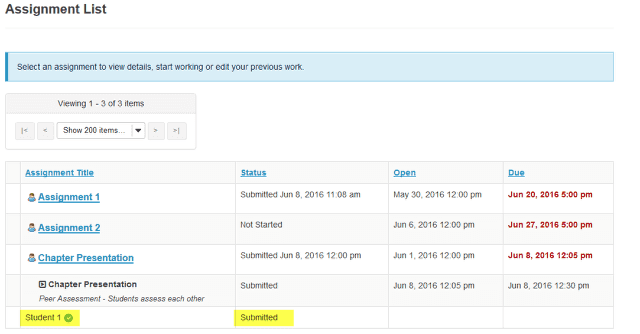 Assignment List
Select an assignment to view details, start working or edit your previous work.
Viewing 1 - 3 of 3 items
|< < Show 200 items... > >|
Assignment Title Status Open Due
Assignment 1 Submitted Jun 8, 2016 11:08 am May 30, 2016 12:00 pm Jun 20, 2016 5:00 pm
Assignment 2 Not Started Jun 6, 2016 12:00 pm Jun 27, 2016 5:00 pm
Chapter Presentation Submitted Jun 8, 2016 12:00 pm Jun 1, 2016 12:00 pm Jun 8, 2016 12:05 pm
Chapter Presentation Submitted Jun 8, 2016 12:05 pm Jun 8, 2016 12:30 pm
Peer Assessment - Students assess each other
Student 1 Submitted